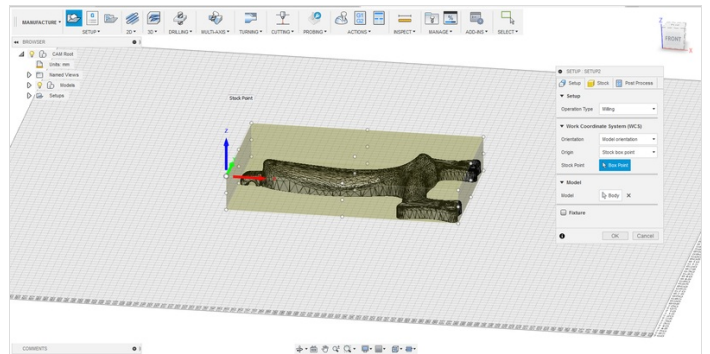 MANUFACTURE
SETUP
2D
3D
DRILLING
MULTI-AXIS
TURNING
CUTTING
PROBING
ACTIONS
INSPECT
MANAGE
ADD-INS
SELECT
BROWSER
CAM Root
Units: mm
Named Views
Models
Setups
Stock Point
Z
Z
FRONT
X
SETUP : SETUP2
Setup Stock Post Process
Setup
Operation Type Milling
Work Coordinate System (WCS)
Orientation Model orientation
Origin Stock box point
Stock Point Box Point
Model
Model Body
Fixture
OK Cancel
COMMENTS